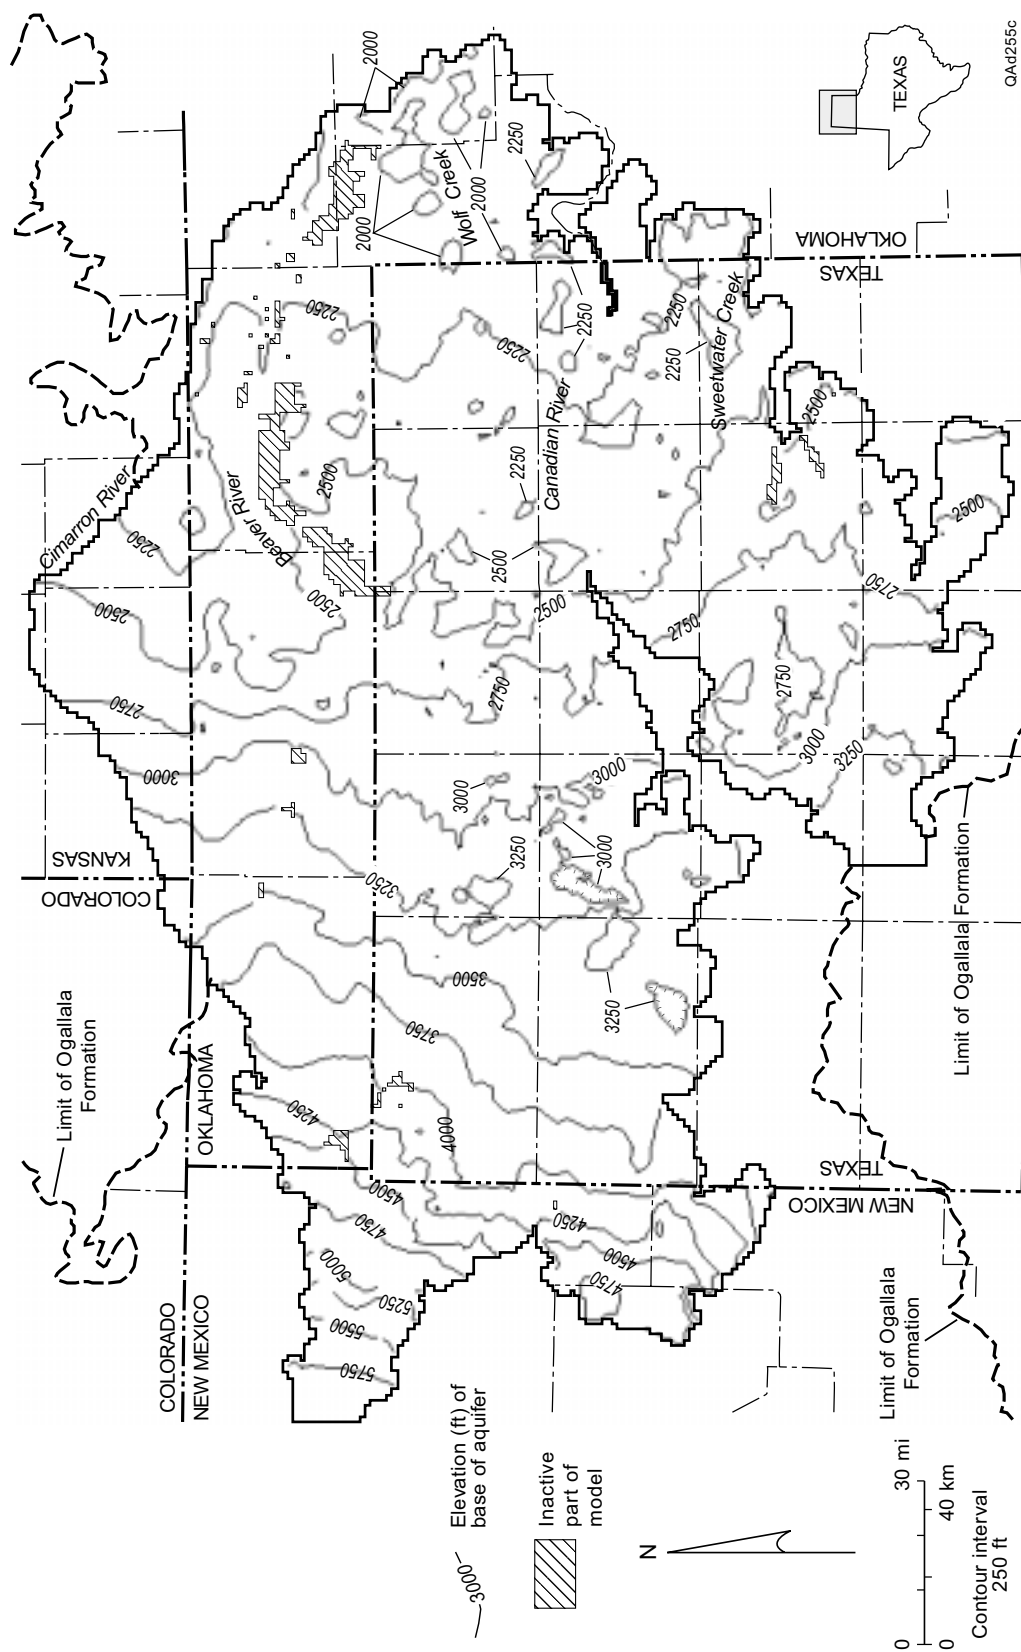 COLORADO
NEW MEXICO
Limit of Ogallala
Formation
OKLAHOMA
COLORADO
KANSAS
Cimarron River
Beaver River
Wolf Creek
Canadian River
Sweetwater Creek
5750
5500
5250
5000
4750
4500
4250
4250
4500
4750
4000
3750
3500
3250
3250
3250
3250
3000
3000
3000
3000
3000
3000
2750
2750
2750
2750
2750
2500
2500
2500
2500
2500
2500
2500
2250
2250
2250
2250
2250
2250
2250
2250
2000
2000
2000
NEW MEXICO
TEXAS
TEXAS
OKLAHOMA
Limit of Ogallala
Formation
Limit of Ogallala Formation
3000
Elevation (ft) of
base of aquifer
Inactive
part of
model
N
0 30 mi
0 40 km
Contour interval
250 ft
TEXAS
QAd255c